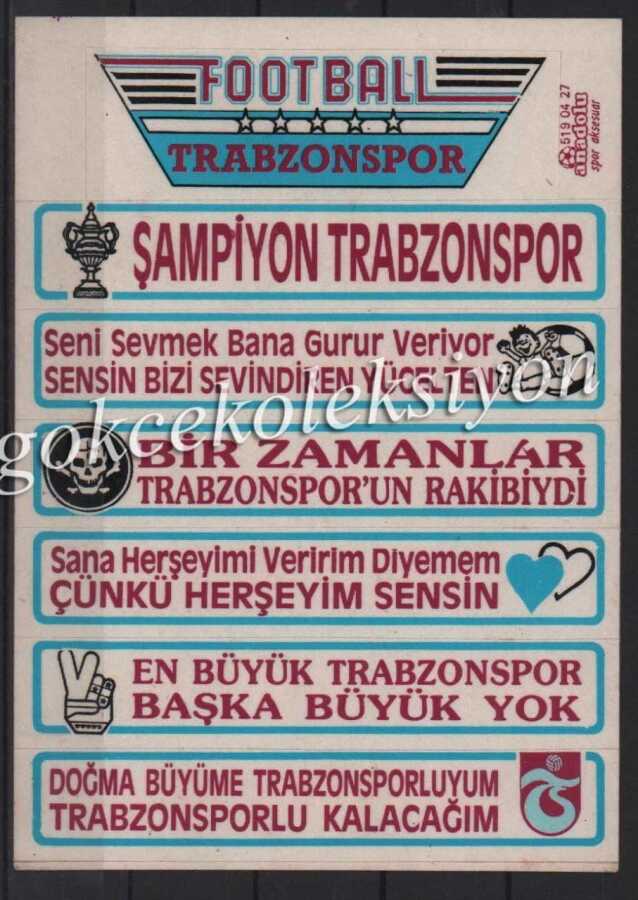 FOOTBALL
TRABZONSPOR
519 04 27
anadolu
spor aksesuar
ŞAMPİYON TRABZONSPOR
Seni Sevmek Bana Gurur Veriyor
SENSİN BİZİ SEVİNDİREN YÜCELTEN
gokcekoleksiyon
BİR ZAMANLAR
TRABZONSPOR'UN RAKİBİYDİ
Sana Herşeyimi Veririm Diyemem
ÇÜNKÜ HERŞEYİM SENSİN
EN BÜYÜK TRABZONSPOR
BAŞKA BÜYÜK YOK
DOĞMA BÜYÜME TRABZONSPORLUYUM
TRABZONSPORLU KALACAĞIM